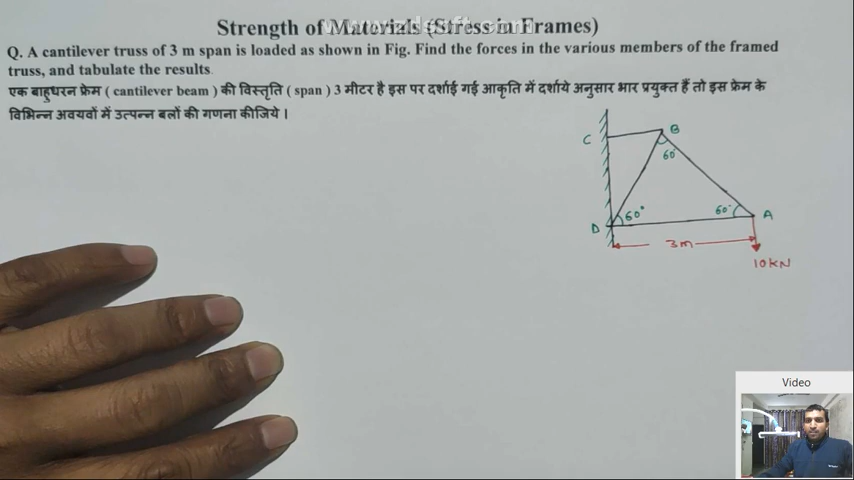 Strength of Materials (Stress in Frames)
Q. A cantilever truss of 3 m span is loaded as shown in Fig. Find the forces in the various members of the framed
truss, and tabulate the results.
एक बाहुधरन फ्रेम ( cantilever beam ) की विस्तृति ( span ) 3 मीटर है इस पर दर्शाई गई आकृति में दर्शाये अनुसार भार प्रयुक्त हैं तो इस फ्रेम के
विभिन्न अवयवों में उत्पन्न बलों की गणना कीजिये ।
C
B
60°
D
60°
60°
A
3m
10KN
Video